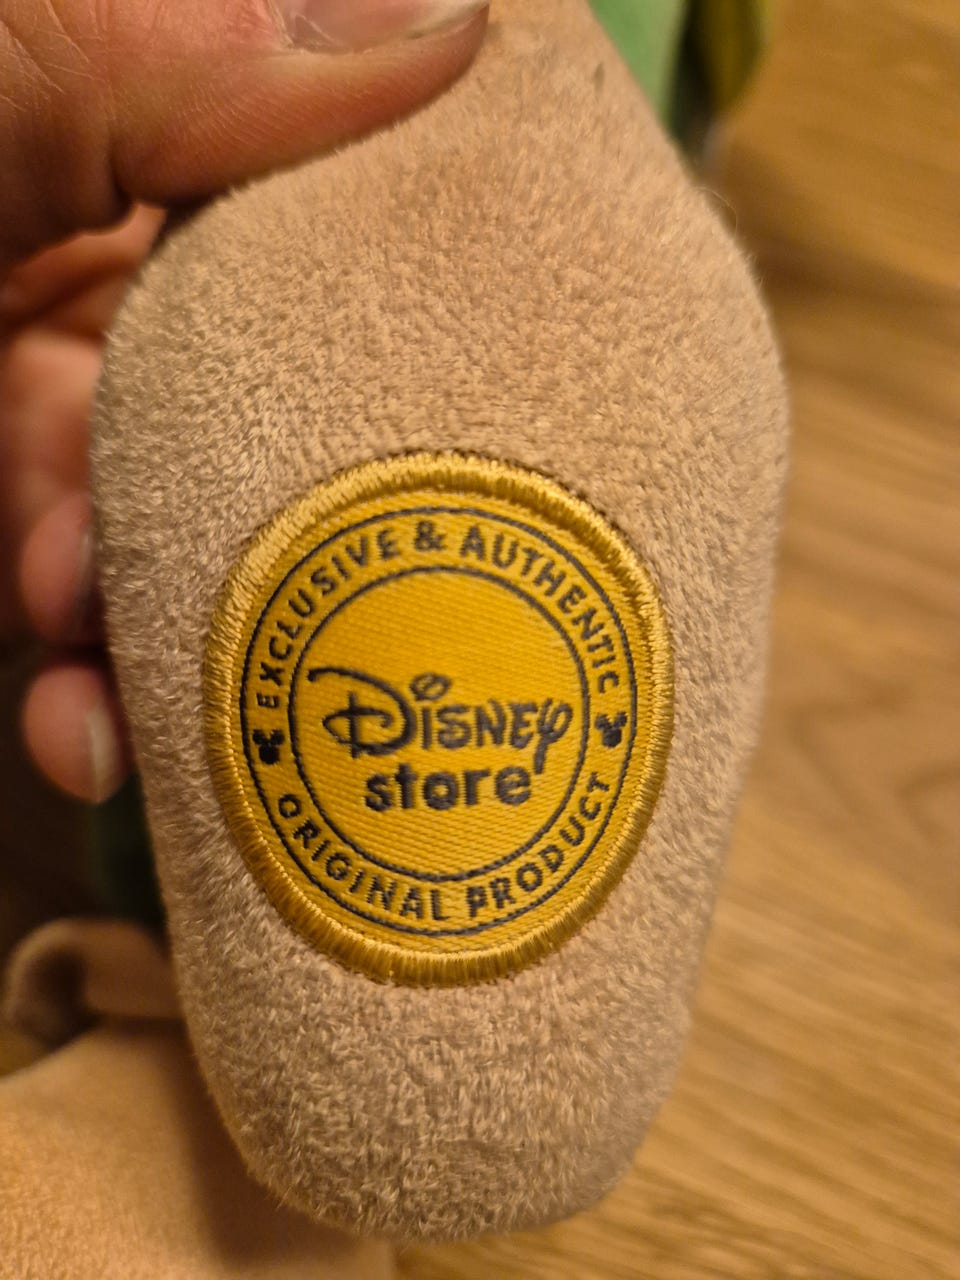 EXCLUSIVE & AUTHENTIC
Disney
store
ORIGINAL PRODUCT